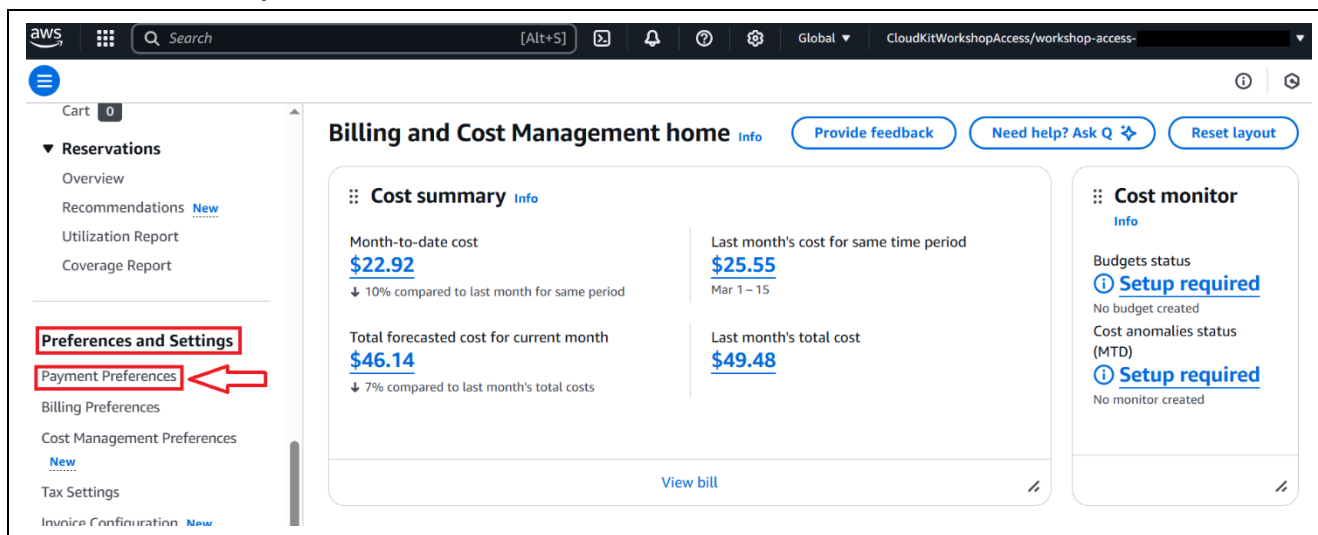 aws
Search
[Alt+S]
Global
CloudKitWorkshopAccess/workshop-access-
Cart 0
Reservations
Overview
Recommendations New
Utilization Report
Coverage Report
Preferences and Settings
Payment Preferences
Billing Preferences
Cost Management Preferences
New
Tax Settings
Invoice Configuration New
Billing and Cost Management home Info
Provide feedback
Need help? Ask Q
Reset layout
Cost summary Info
Month-to-date cost
$22.92
↓ 10% compared to last month for same period
Last month's cost for same time period
$25.55
Mar 1 – 15
Total forecasted cost for current month
$46.14
↓ 7% compared to last month's total costs
Last month's total cost
$49.48
View bill
Cost monitor
Info
Budgets status
Setup required
No budget created
Cost anomalies status
(MTD)
Setup required
No monitor created